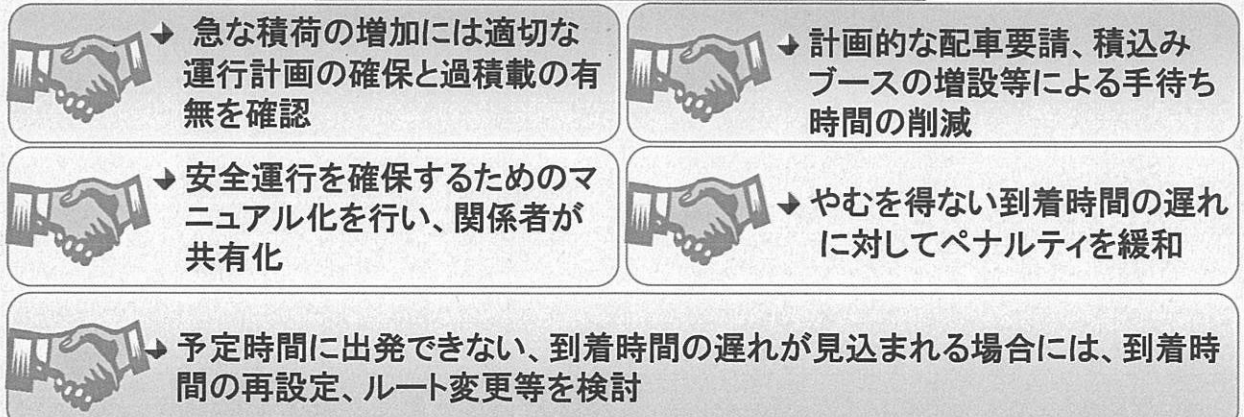 急な積荷の増加には適切な
運行計画の確保と過積載の有
無を確認
計画的な配車要請、積込み
ブースの増設等による手待ち
時間の削減
安全運行を確保するためのマ
ニュアル化を行い、関係者が
共有化
やむを得ない到着時間の遅れ
に対してペナルティを緩和
予定時間に出発できない、到着時間の遅れが見込まれる場合には、到着時
間の再設定、ルート変更等を検討